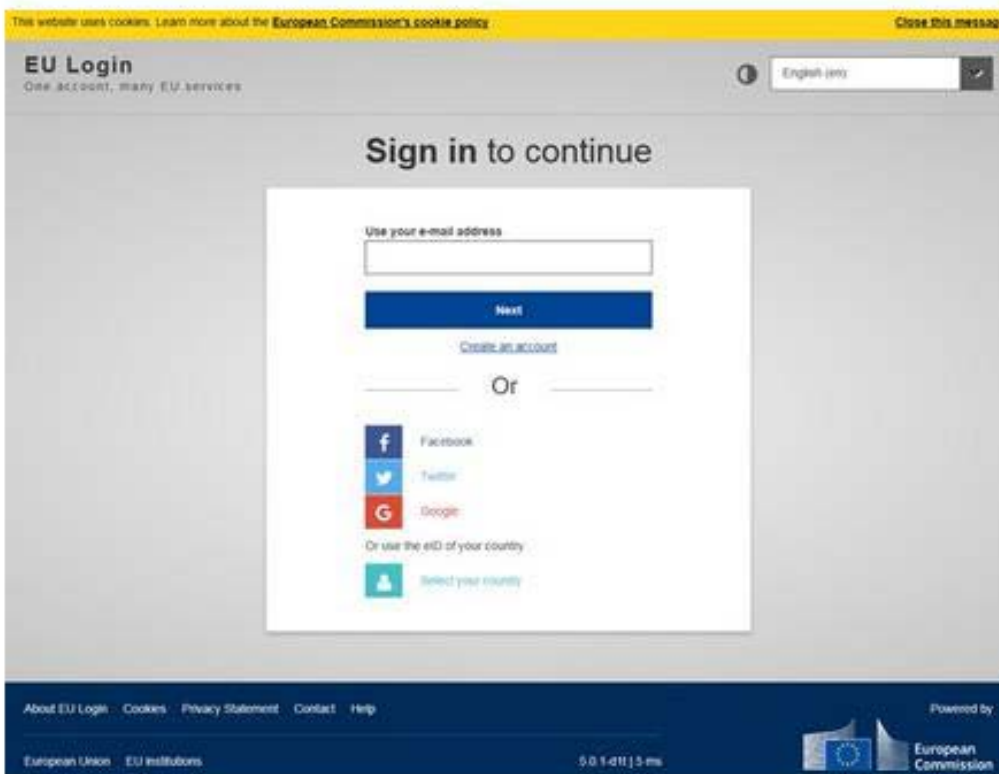 This website uses cookies. Learn more about the European Commission's cookie policy
Close this messag
EU Login
One account, many EU services
English (en)
Sign in to continue
Use your e-mail address
Next
Create an account
Or
Facebook
Twitter
Google
Or use the eID of your country
Select your country
About EU Login Cookies Privacy Statement Contact Help
Powered by
European Union EU institutions
5 ms
European
Commission